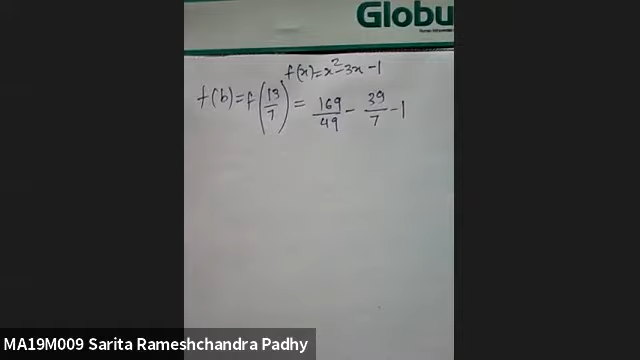 Globu
f(x)=x²-3x-1
f(b)=f(13/7)= 169/49 - 39/7 -1
MA19M009 Sarita Rameshchandra Padhy